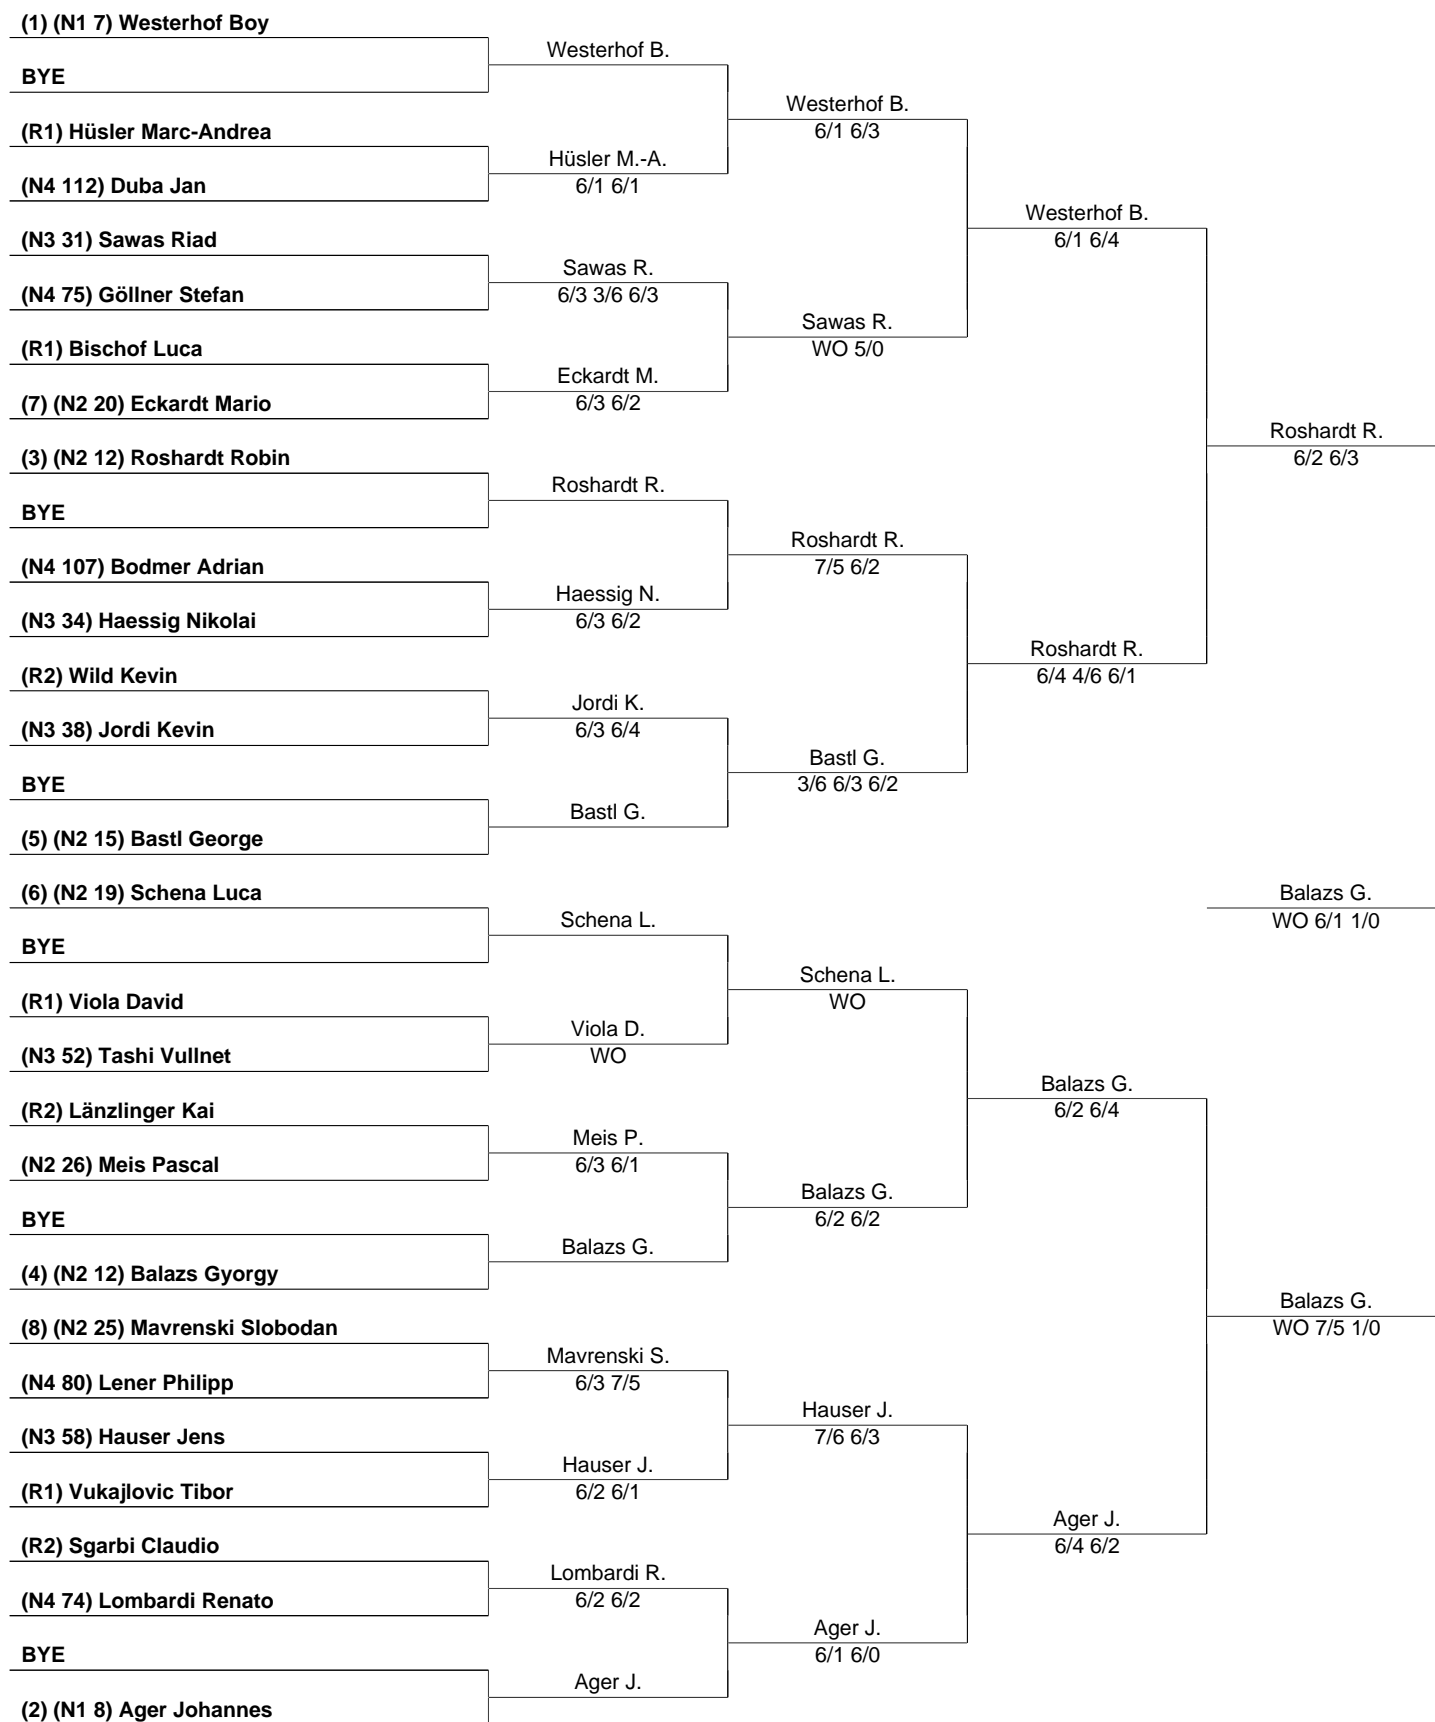 (1) (N1 7) Westerhof Boy
BYE
(R1) Hüsler Marc-Andrea
(N4 112) Duba Jan
(N3 31) Sawas Riad
(N4 75) Göllner Stefan
(R1) Bischof Luca
(7) (N2 20) Eckardt Mario
(3) (N2 12) Roshardt Robin
BYE
(N4 107) Bodmer Adrian
(N3 34) Haessig Nikolai
(R2) Wild Kevin
(N3 38) Jordi Kevin
BYE
(5) (N2 15) Bastl George
(6) (N2 19) Schena Luca
BYE
(R1) Viola David
(N3 52) Tashi Vullnet
(R2) Länzlinger Kai
(N2 26) Meis Pascal
BYE
(4) (N2 12) Balazs Gyorgy
(8) (N2 25) Mavrenski Slobodan
(N4 80) Lener Philipp
(N3 58) Hauser Jens
(R1) Vukajlovic Tibor
(R2) Sgarbi Claudio
(N4 74) Lombardi Renato
BYE
(2) (N1 8) Ager Johannes
Westerhof B.
Hüsler M.-A.
6/1 6/1
Sawas R.
6/3 3/6 6/3
Eckardt M.
6/3 6/2
Roshardt R.
Haessig N.
6/3 6/2
Jordi K.
6/3 6/4
Bastl G.
Schena L.
Viola D.
WO
Meis P.
6/3 6/1
Balazs G.
Mavrenski S.
6/3 7/5
Hauser J.
6/2 6/1
Lombardi R.
6/2 6/2
Ager J.
Westerhof B.
6/1 6/3
Sawas R.
WO 5/0
Roshardt R.
7/5 6/2
Bastl G.
3/6 6/3 6/2
Schena L.
WO
Balazs G.
6/2 6/2
Hauser J.
7/6 6/3
Ager J.
6/1 6/0
Westerhof B.
6/1 6/4
Roshardt R.
6/4 4/6 6/1
Balazs G.
6/2 6/4
Ager J.
6/4 6/2
Roshardt R.
6/2 6/3
Balazs G.
WO 6/1 1/0
Balazs G.
WO 7/5 1/0